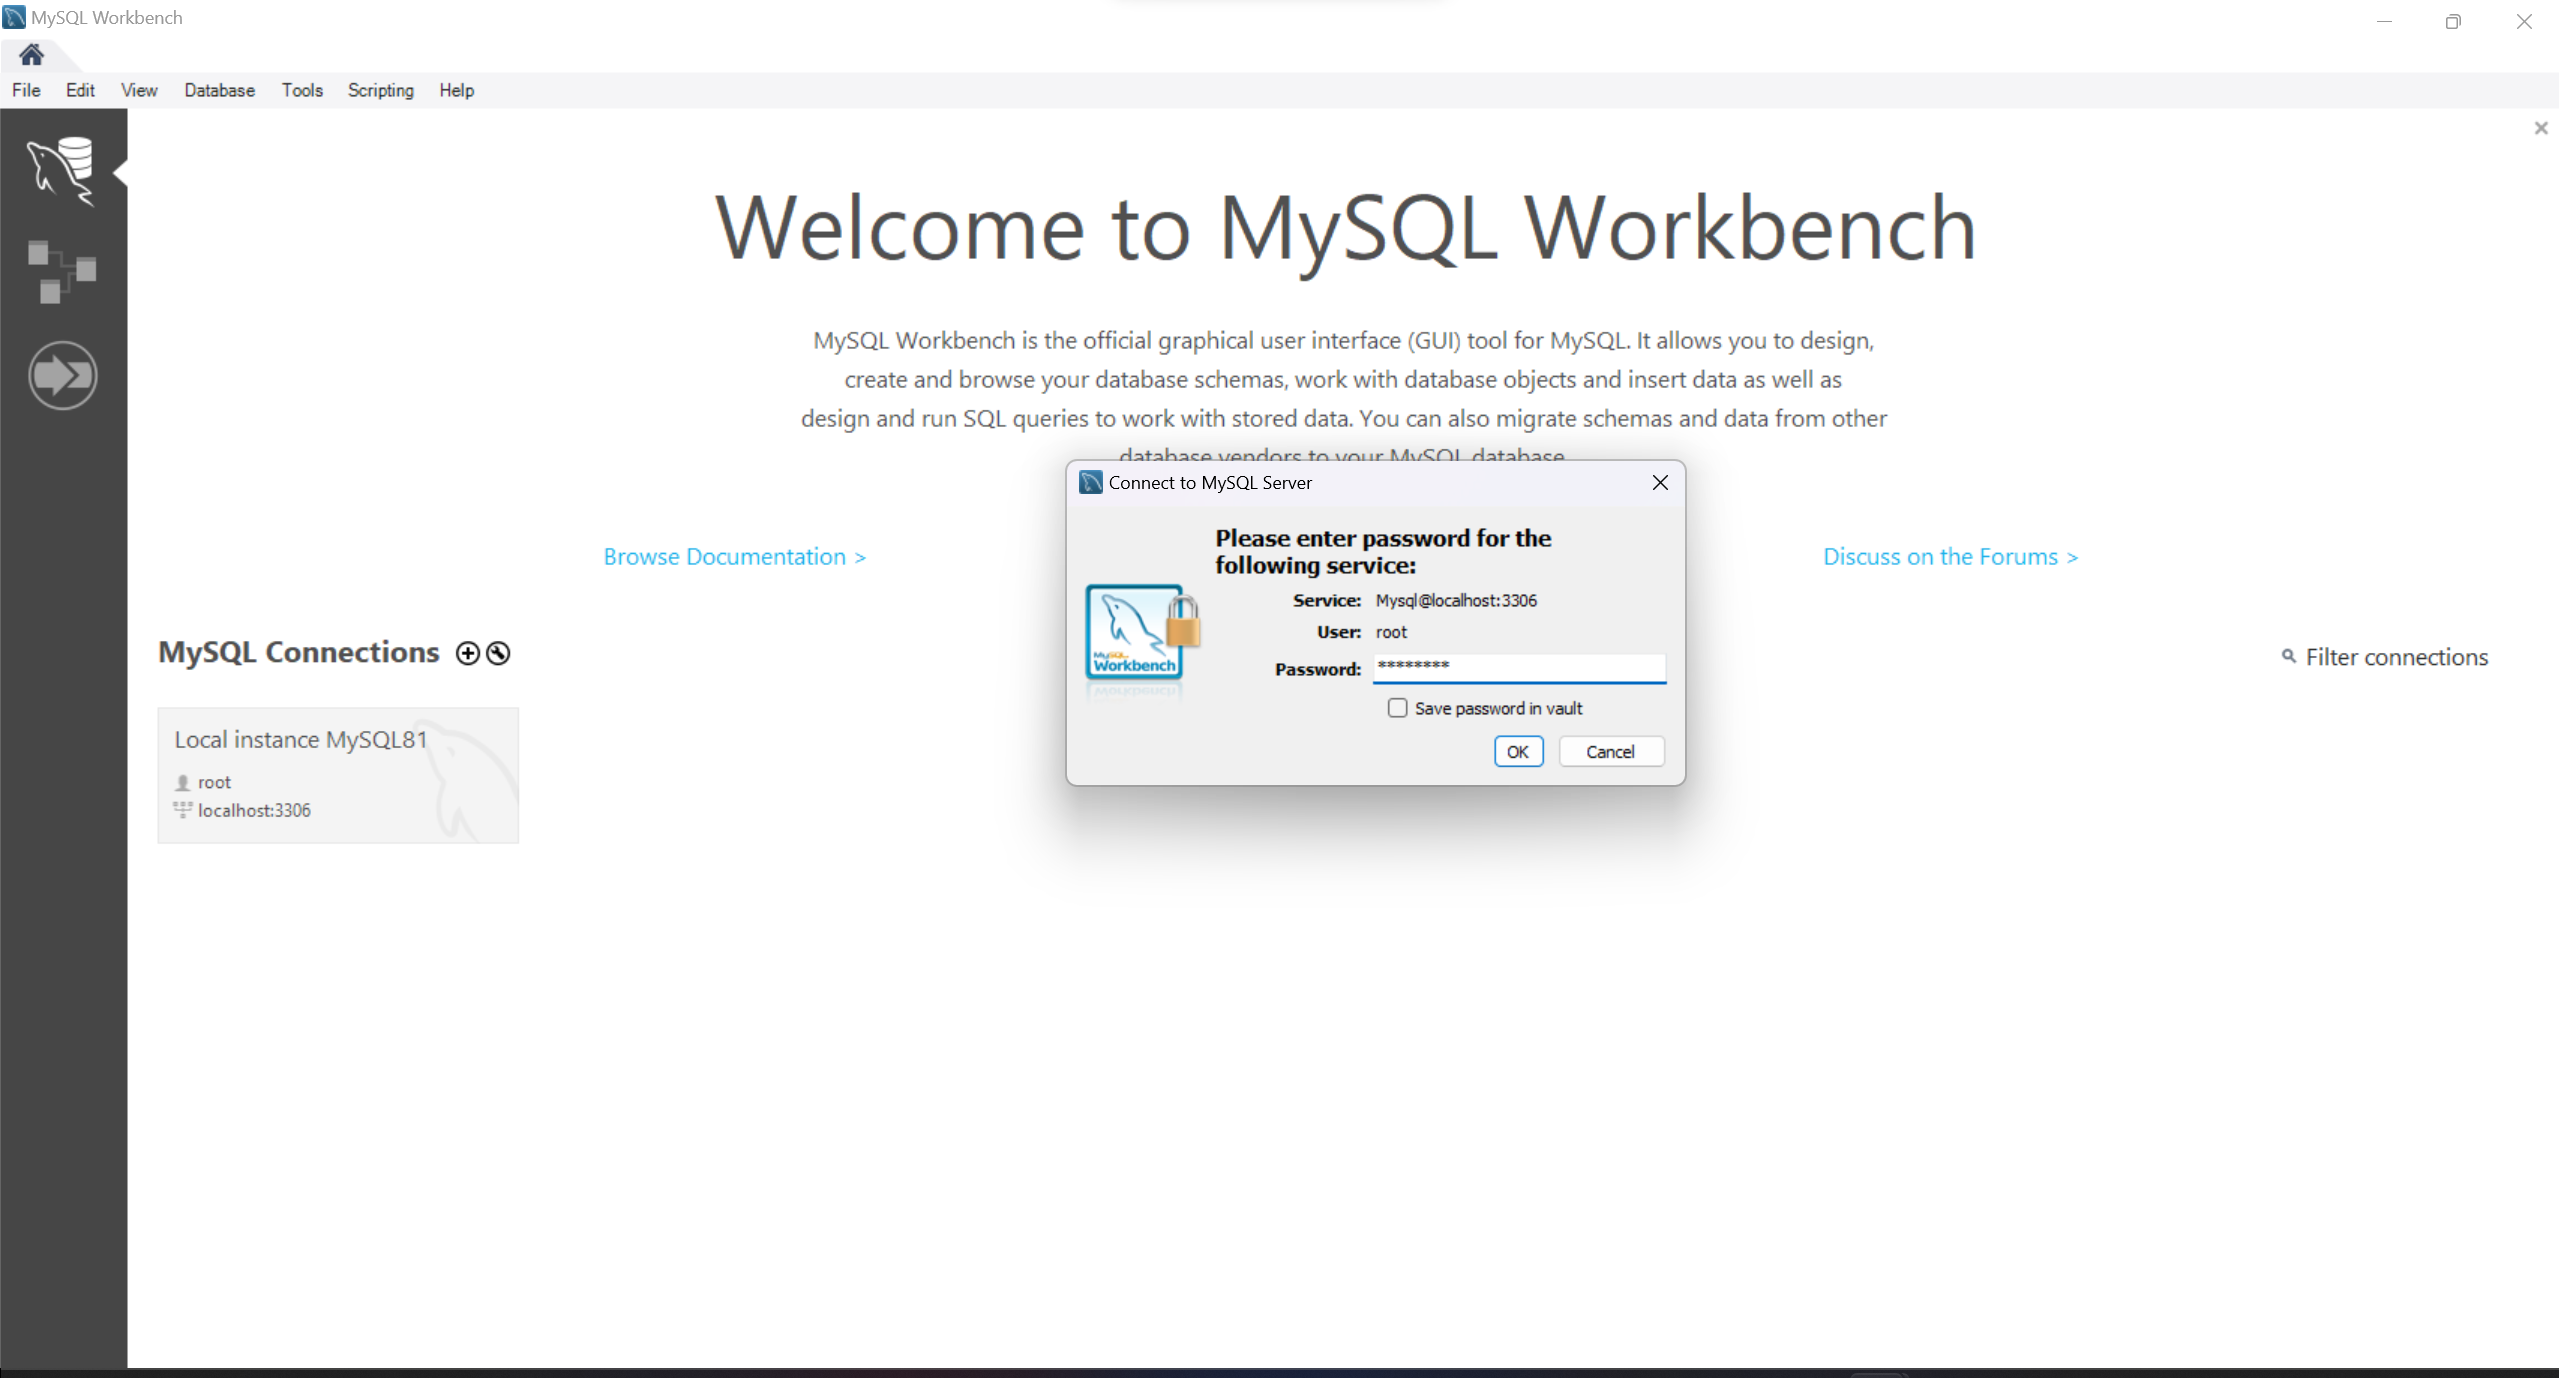 MySQL Workbench
File Edit View Database Tools Scripting Help
Welcome to MySQL Workbench
MySQL Workbench is the official graphical user interface (GUI) tool for MySQL. It allows you to design,
create and browse your database schemas, work with database objects and insert data as well as
design and run SQL queries to work with stored data. You can also migrate schemas and data from other
database vendors to your MySQL database.
Browse Documentation >
Discuss on the Forums >
Connect to MySQL Server
Please enter password for the
following service:
Service: Mysql@localhost:3306
User: root
Password: ********
Save password in vault
OK Cancel
MySQL
Workbench
MySQL Connections
Filter connections
Local instance MySQL81
root
localhost:3306